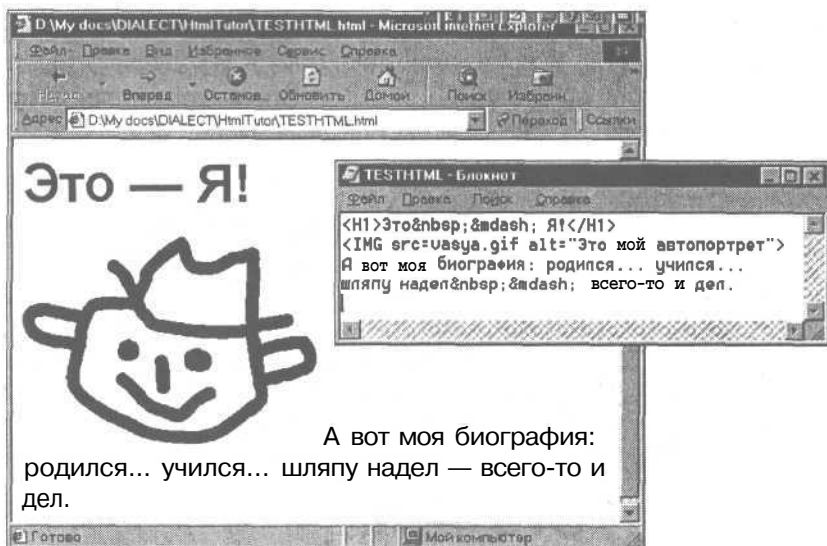 D:\My docs\DIALECT\HtmlTutor\TESTHTML.html - Microsoft Internet Explorer
Файл Правка Вид Избранное Сервис Справка
Назад Вперед Останов... Обновить Домой Поиск Избранн...
Адрес D:\My docs\DIALECT\HtmlTutor\TESTHTML.html Переход Ссылки
Это — Я!
А вот моя биография:
родился... учился... шляпу надел — всего-то и
дел.
Готово Мой компьютер
TESTHTML - Блокнот
Файл Правка Поиск Справка
<H1>Это&nbsp;&mdash; Я!</H1>
<IMG src=vasya.gif alt="Это мой автопортрет">
А вот моя биография: родился... учился...
шляпу надел&nbsp;&mdash; всего-то и дел.